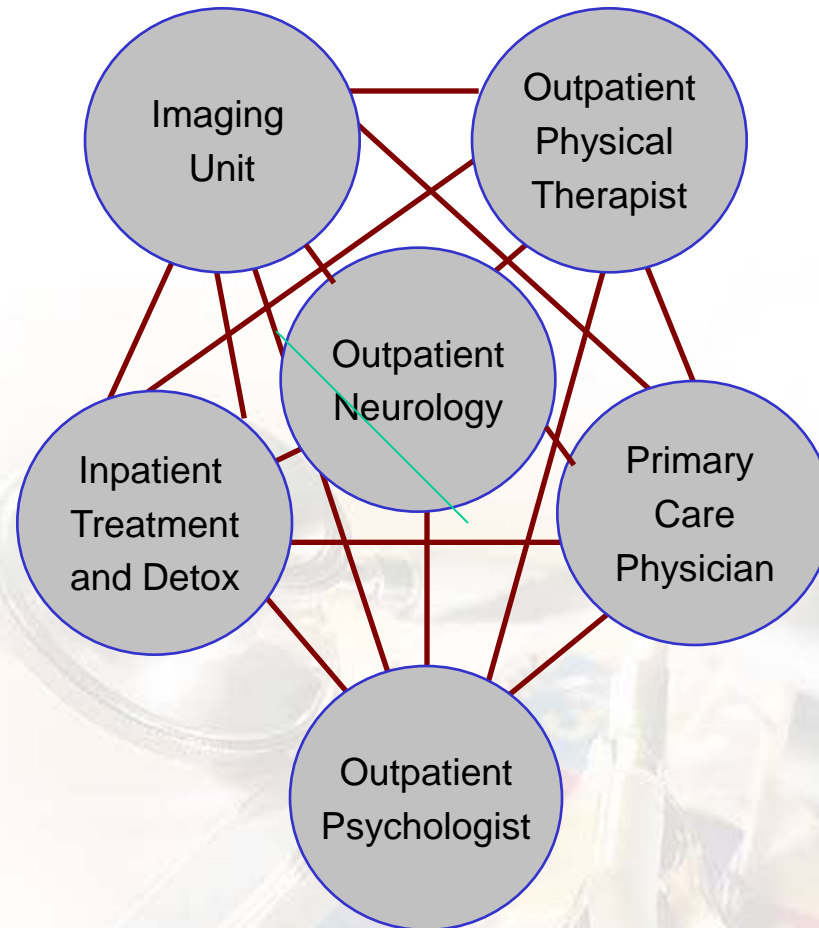 Imaging
Unit
Outpatient
Physical
Therapist
Outpatient
Neurology
Inpatient
Treatment
and Detox
Primary
Care
Physician
Outpatient
Psychologist